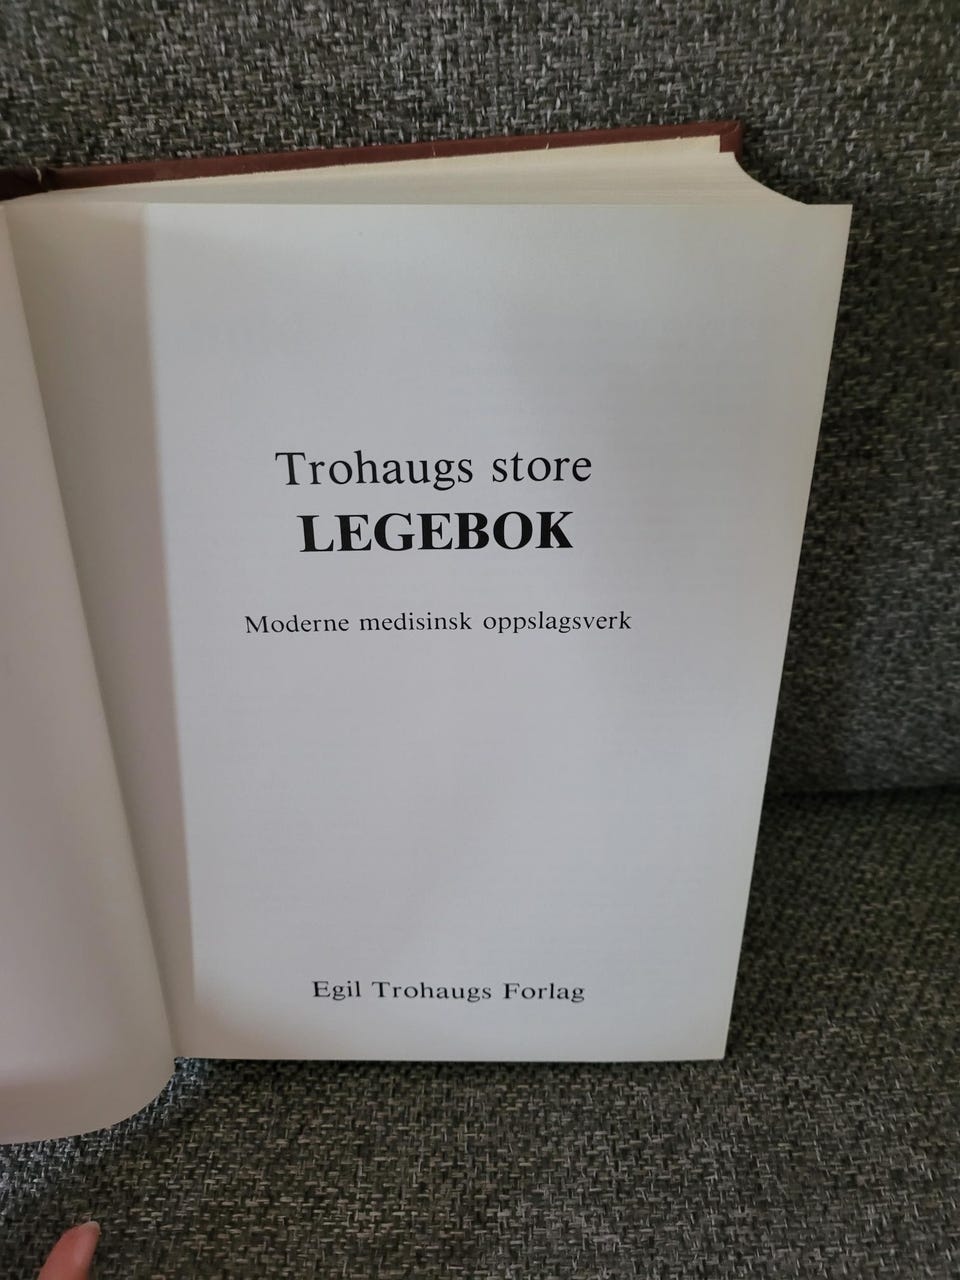 Trohaugs store
LEGEBOK
Moderne medisinsk oppslagsverk
Egil Trohaugs Forlag